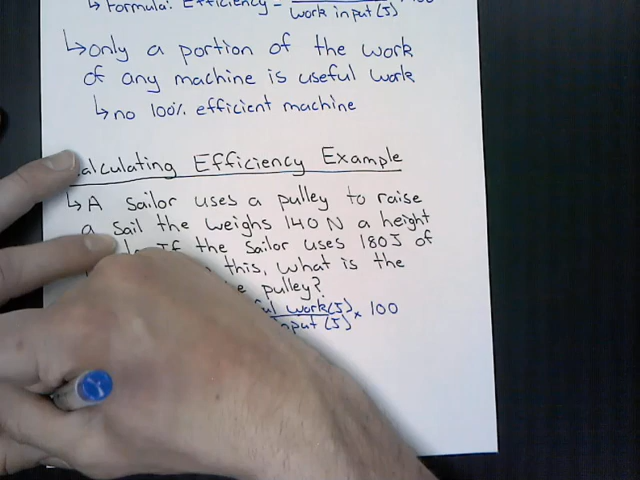 ↳ Formula: Efficiency = work input (J) × 100
↳ only a portion of the work
of any machine is useful work
↳ no 100% efficient machine
alculating Efficiency Example
↳ A sailor uses a pulley to raise
a sail the weighs 140 N a height
If the sailor uses 180J of
this, what is the
pulley?
work(J) × 100
input (J)